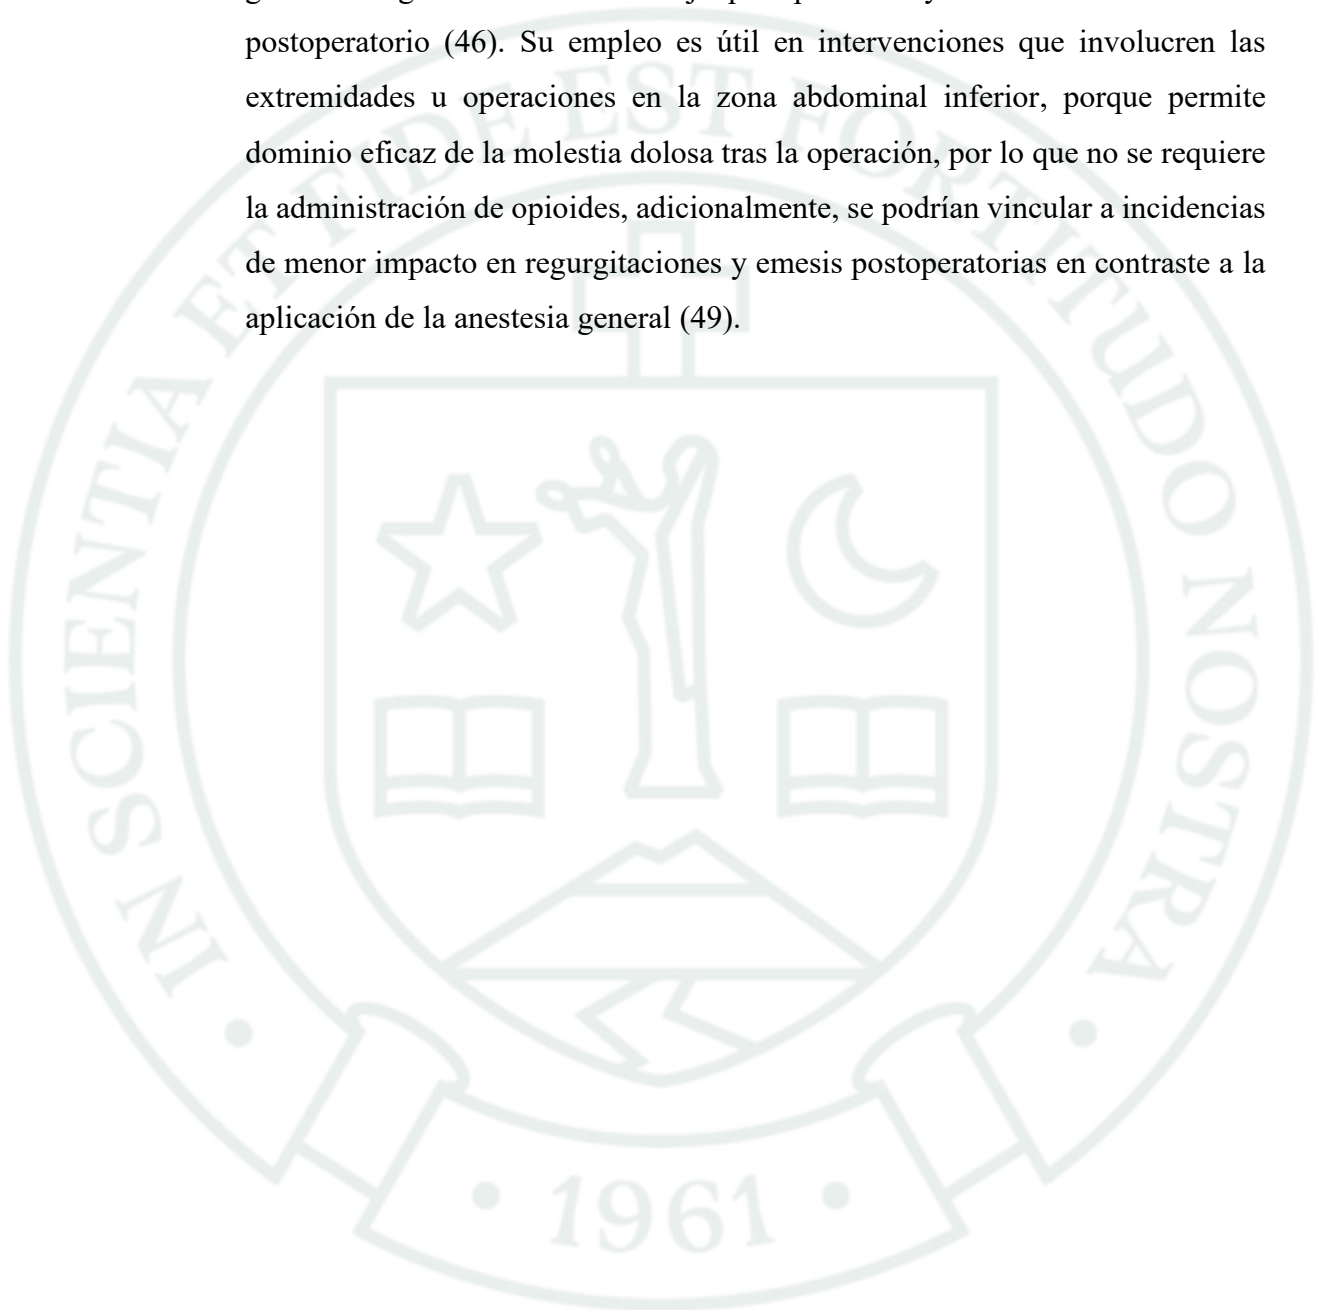 postoperatorio (46). Su empleo es útil en intervenciones que involucren las
extremidades u operaciones en la zona abdominal inferior, porque permite
dominio eficaz de la molestia dolosa tras la operación, por lo que no se requiere
la administración de opioides, adicionalmente, se podrían vincular a incidencias
de menor impacto en regurgitaciones y emesis postoperatorias en contraste a la
aplicación de la anestesia general (49).
IN SCIENTIA ET FIDE EST FORTITUDO NOSTRA
• 1961 •